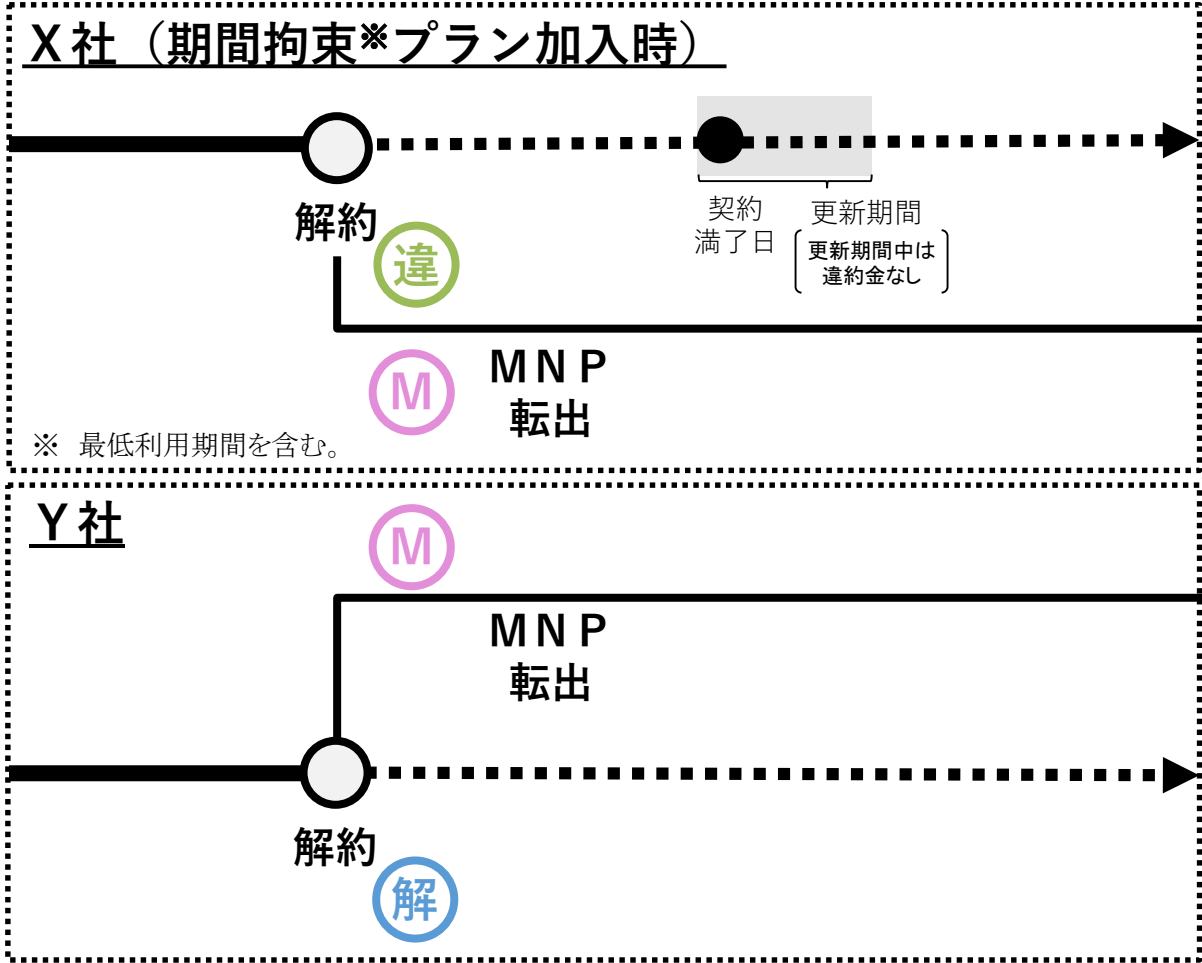 X社（期間拘束※プラン加入時）
解約
違
契約
満了日
更新期間
更新期間中は
違約金なし
M
ＭＮＰ
転出
※　最低利用期間を含む。
Y社
M
ＭＮＰ
転出
解約
解